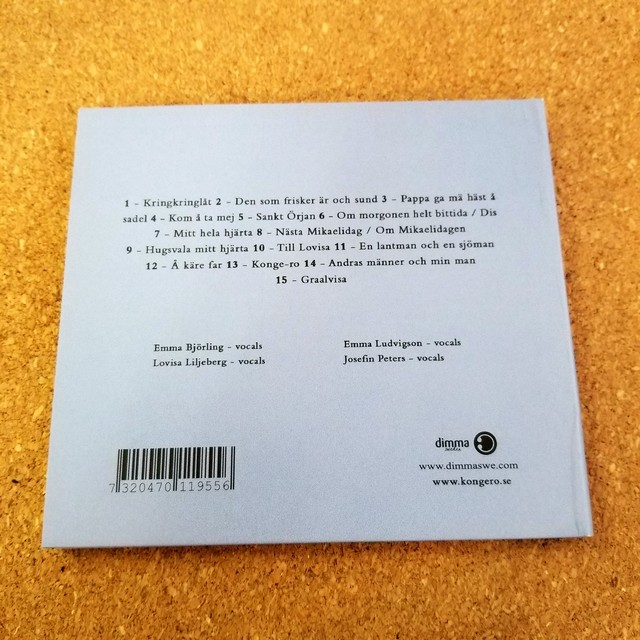 1 - Kringkringlåt 2 - Den som frisker är och sund 3 - Pappa ga mä häst å
sadel 4 - Kom å ta mej 5 - Sankt Örjan 6 - Om morgonen helt bittida / Dis
7 - Mitt hela hjärta 8 - Nästa Mikaelidag / Om Mikaelidagen
9 - Hugsvala mitt hjärta 10 - Till Lovisa 11 - En lantman och en sjöman
12 - Å käre far 13 - Konge-ro 14 - Andras männer och min man
15 - Graalvisa
Emma Björling - vocals
Lovisa Liljeberg - vocals
Emma Ludvigson - vocals
Josefin Peters - vocals
7 320470 119556
dimma
www.dimmaswe.com
www.kongero.se